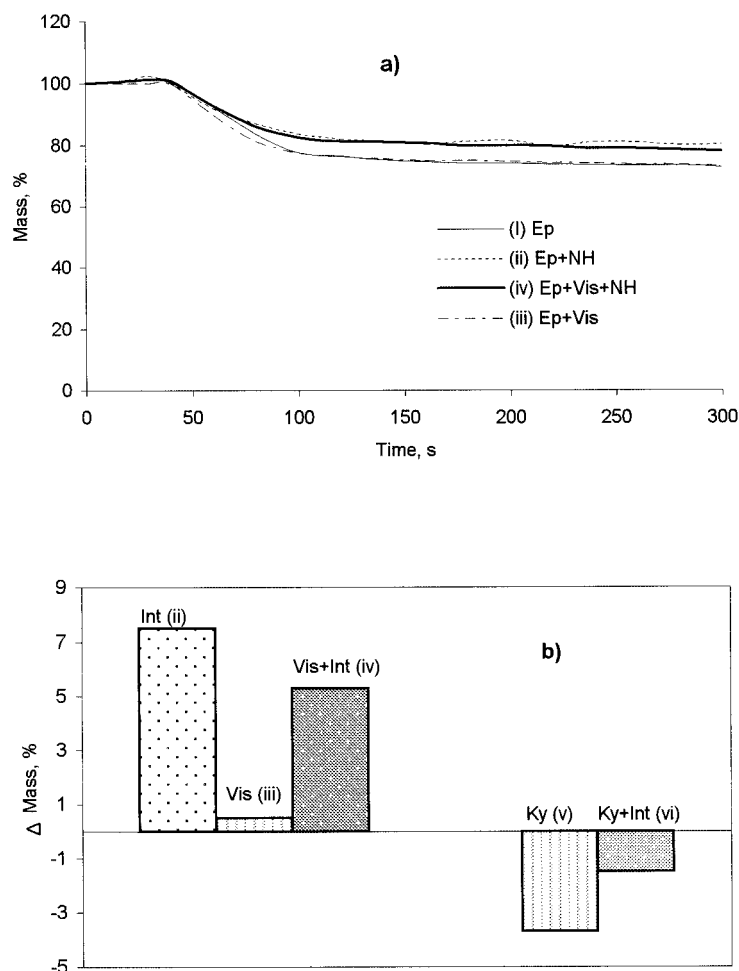 120
a)
100
80
60
40
20
0
Mass, %
(I) Ep
(ii) Ep+NH
(iv) Ep+Vis+NH
(iii) Ep+Vis
0 50 100 150 200 250 300
Time, s
9
7
5
3
1
-1
-3
-5
Δ Mass, %
Int (ii)
b)
Vis+Int (iv)
Vis (iii)
Ky (v) Ky+Int (vi)